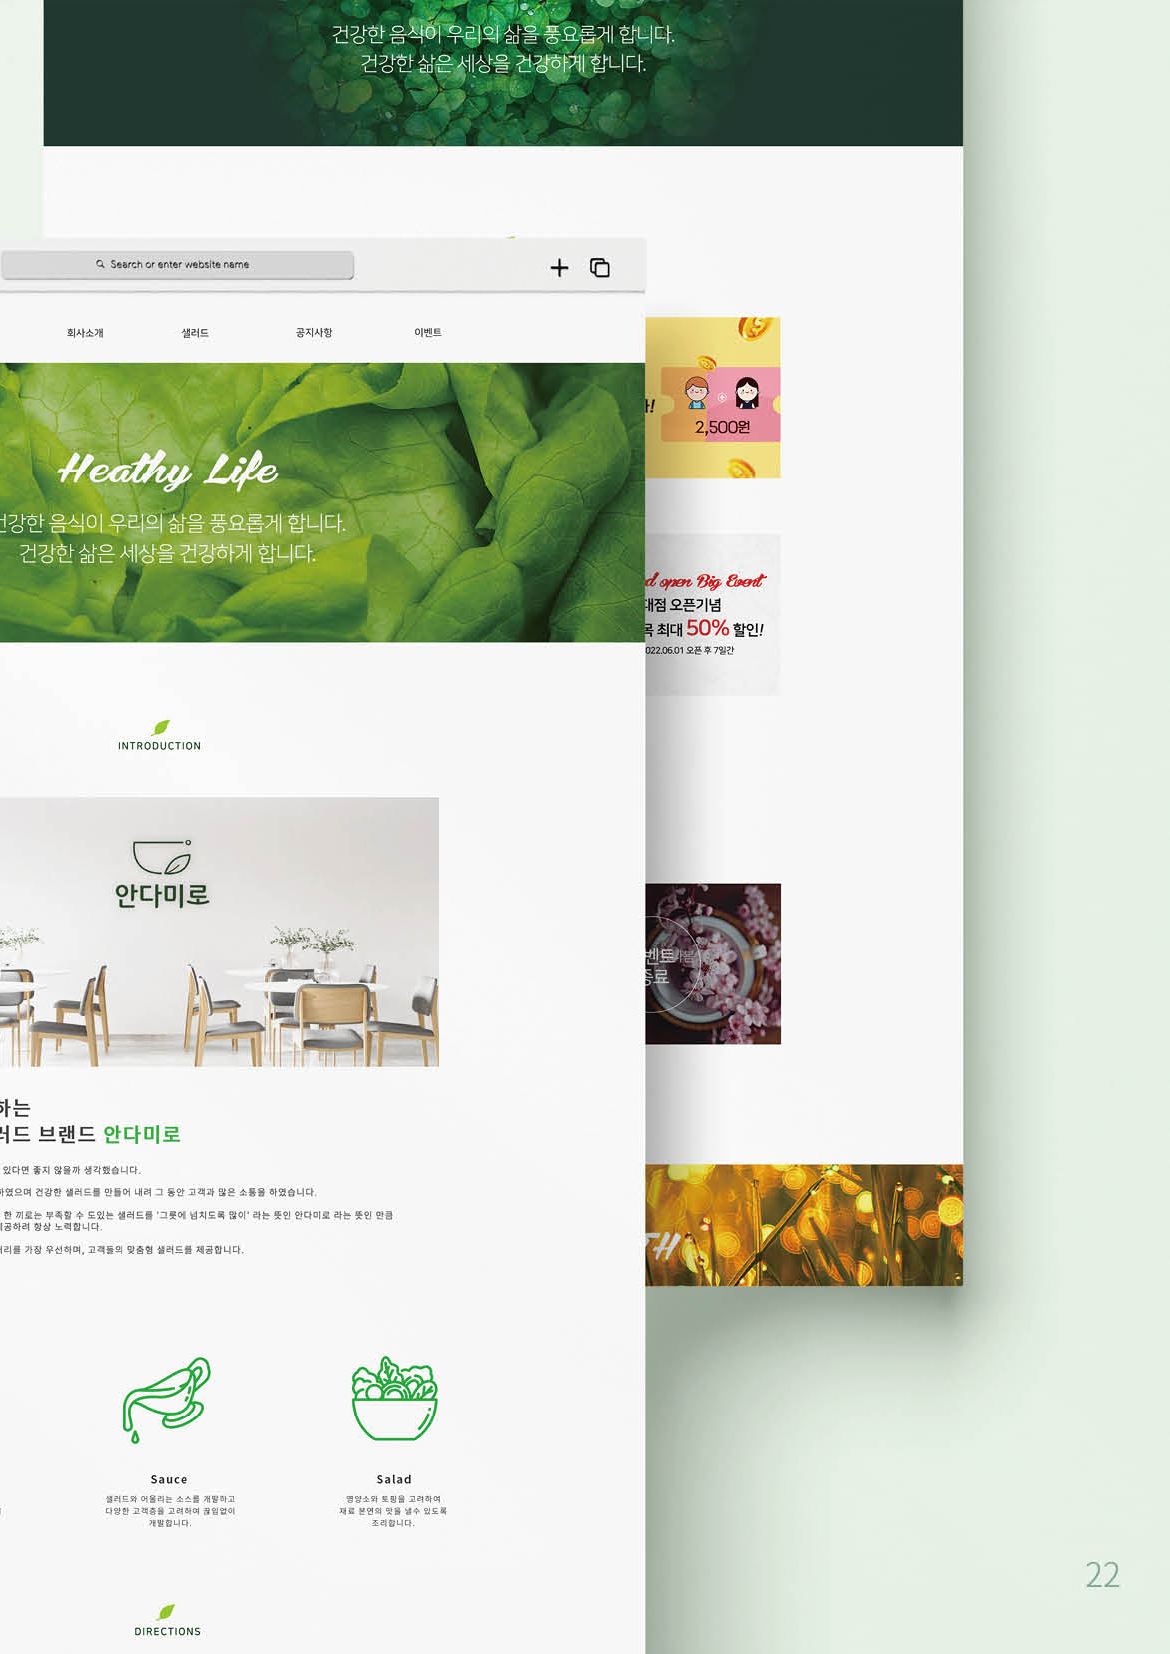 건강한 음식이 우리의 삶을 풍요롭게 합니다.
건강한 삶은 세상을 건강하게 합니다.
Search or enter website name
회사소개
샐러드
공지사항
이벤트
Heathy Life
건강한 음식이 우리의 삶을 풍요롭게 합니다.
건강한 삶은 세상을 건강하게 합니다.
2,500원
open Big Event
대점 오픈기념
목 최대 50% 할인!
022.06.01 오픈 후 7일간
INTRODUCTION
안다미로
벤트
종료
하는
러드 브랜드 안다미로
있다면 좋지 않을까 생각했습니다.
하였으며 건강한 샐러드를 만들어 내려 그 동안 고객과 많은 소통을 하였습니다.
한 끼로는 부족할 수 도있는 샐러드를 '그릇에 넘치도록 많이' 라는 뜻인 안다미로 라는 뜻인 만큼
제공하려 항상 노력합니다.
거리를 가장 우선하며, 고객들의 맞춤형 샐러드를 제공합니다.
TH
Sauce
샐러드와 어울리는 소스를 개발하고
다양한 고객층을 고려하여 끊임없이
개발합니다.
Salad
영양소와 토핑을 고려하여
재료 본연의 맛을 낼수 있도록
조리합니다.
DIRECTIONS
22